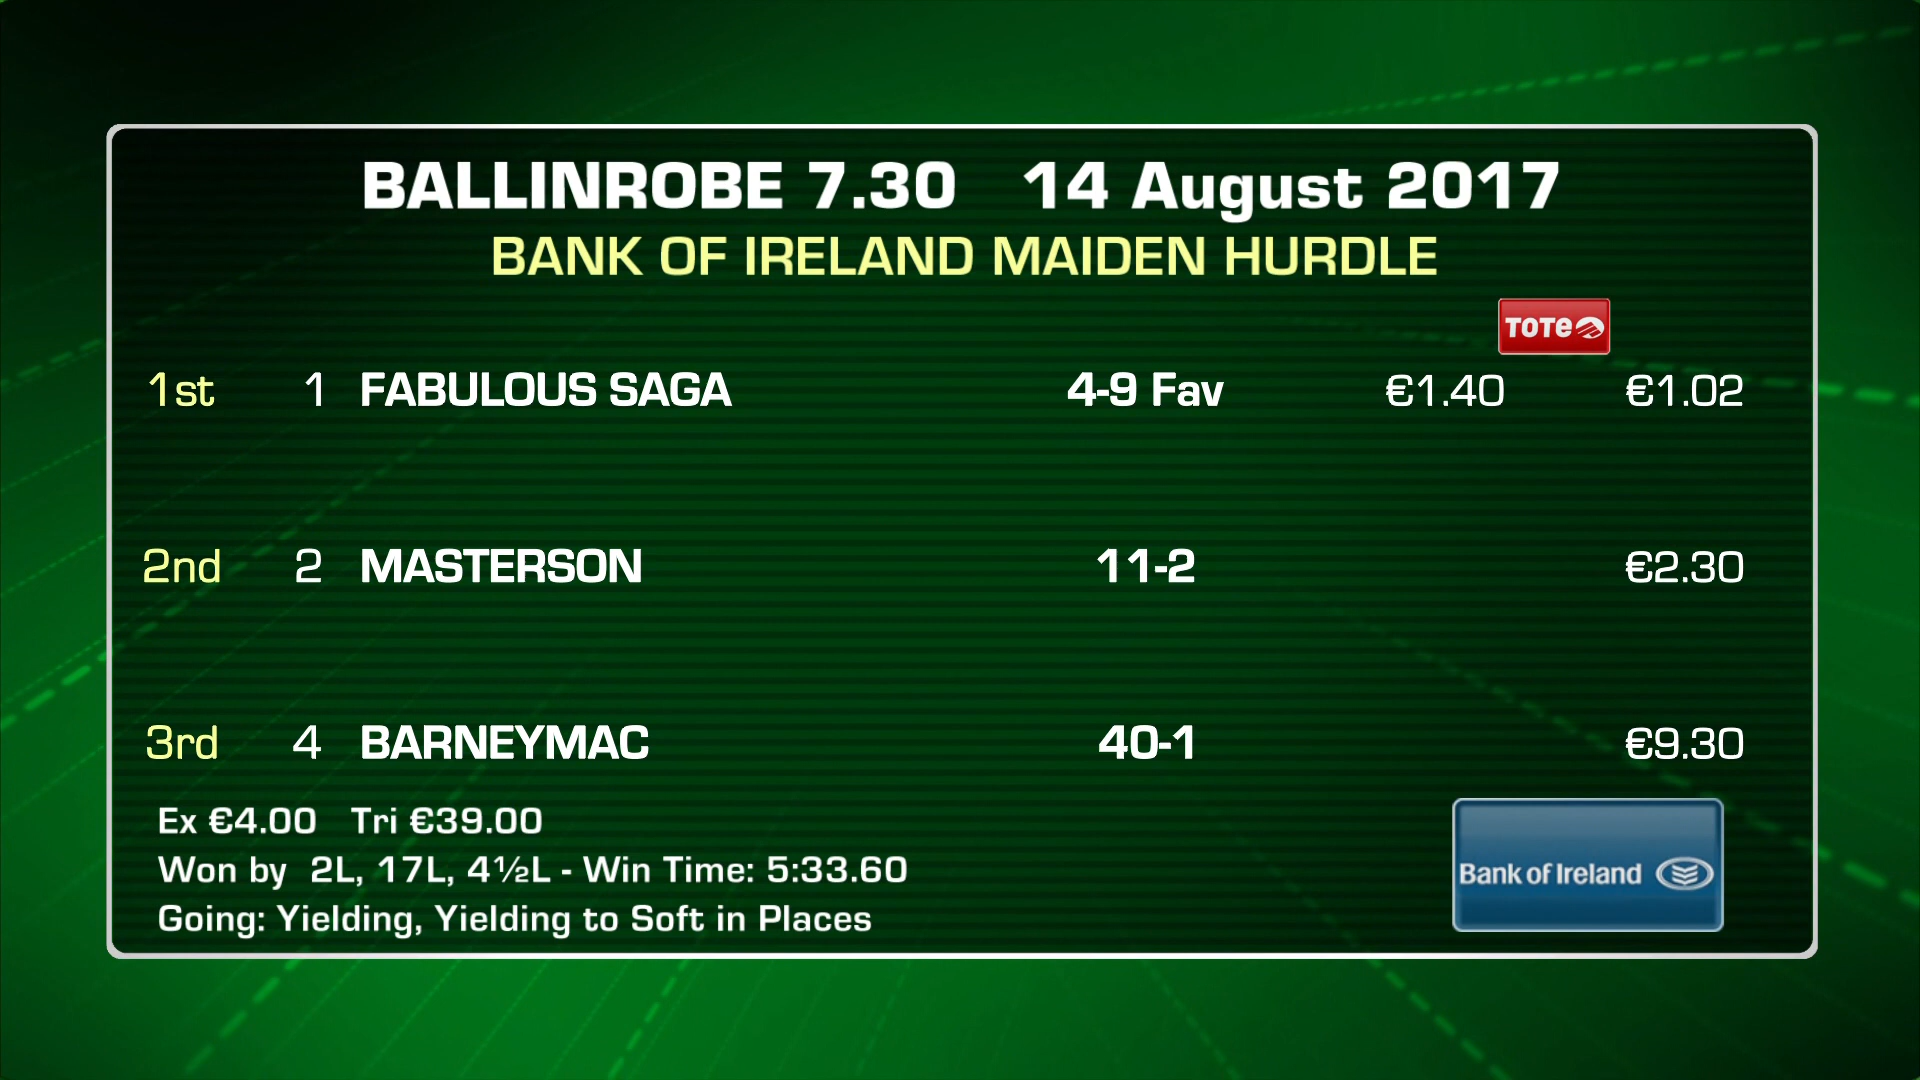 BALLINROBE 7.30 14 August 2017
BANK OF IRELAND MAIDEN HURDLE
TOTE
1st 1 FABULOUS SAGA 4-9 Fav €1.40 €1.02
2nd 2 MASTERSON 11-2 €2.30
3rd 4 BARNEYMAC 40-1 €9.30
Ex €4.00 Tri €39.00
Won by 2L, 17L, 4½L - Win Time: 5:33.60
Going: Yielding, Yielding to Soft in Places
Bank of Ireland